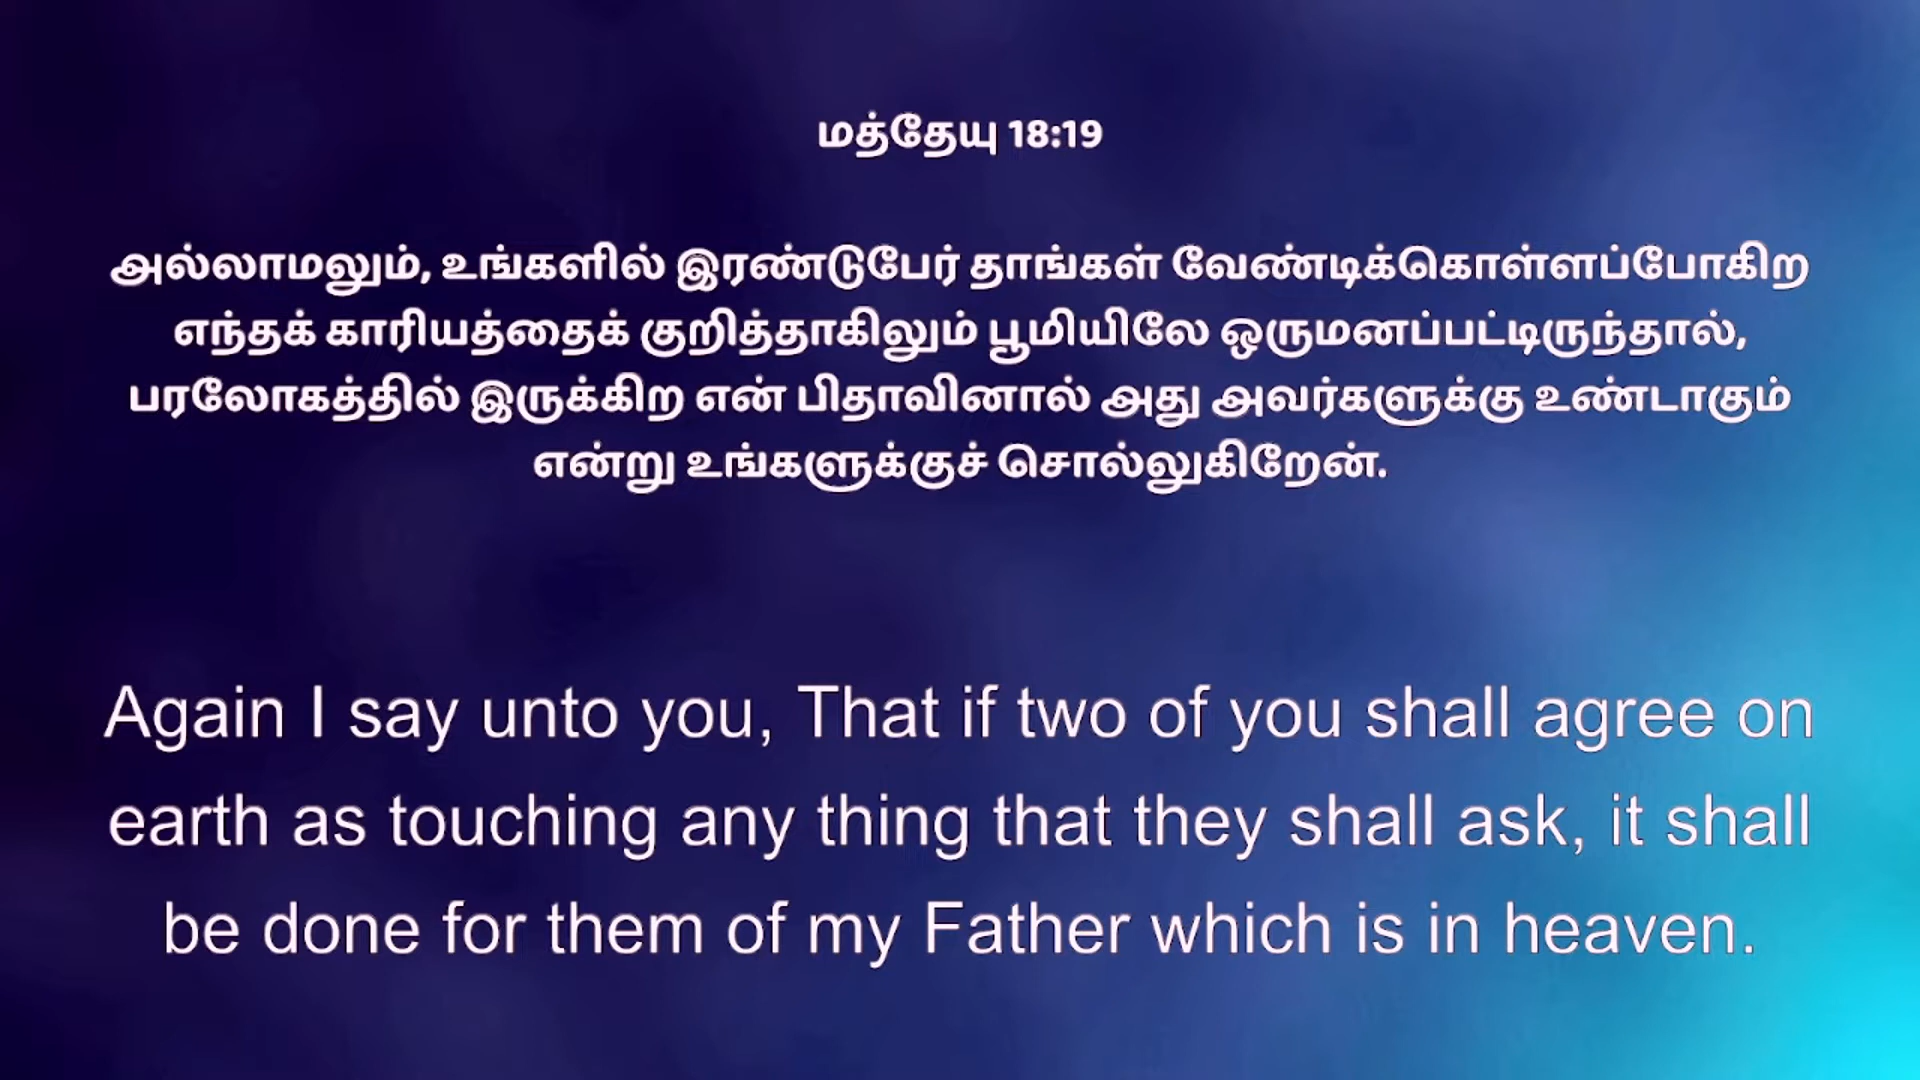 மத்தேயு 18:19
அல்லாமலும், உங்களில் இரண்டுபேர் தாங்கள் வேண்டிக்கொள்ளப்போகிற
எந்தக் காரியத்தைக் குறித்தாகிலும் பூமியிலே ஒருமனப்பட்டிருந்தால்,
பரலோகத்தில் இருக்கிற என் பிதாவினால் அது அவர்களுக்கு உண்டாகும்
என்று உங்களுக்குச் சொல்லுகிறேன்.
Again I say unto you, That if two of you shall agree on
earth as touching any thing that they shall ask, it shall
be done for them of my Father which is in heaven.